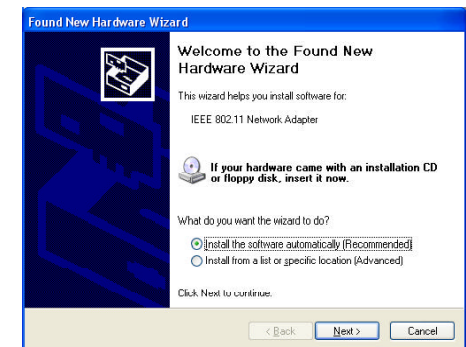 Found New Hardware Wizard
Welcome to the Found New
Hardware Wizard
This wizard helps you install software for:
IEEE 802.11 Network Adapter
If your hardware came with an installation CD
or floppy disk, insert it now.
What do you want the wizard to do?
Install the software automatically (Recommended)
Install from a list or specific location (Advanced)
Click Next to continue.
< Back Next > Cancel